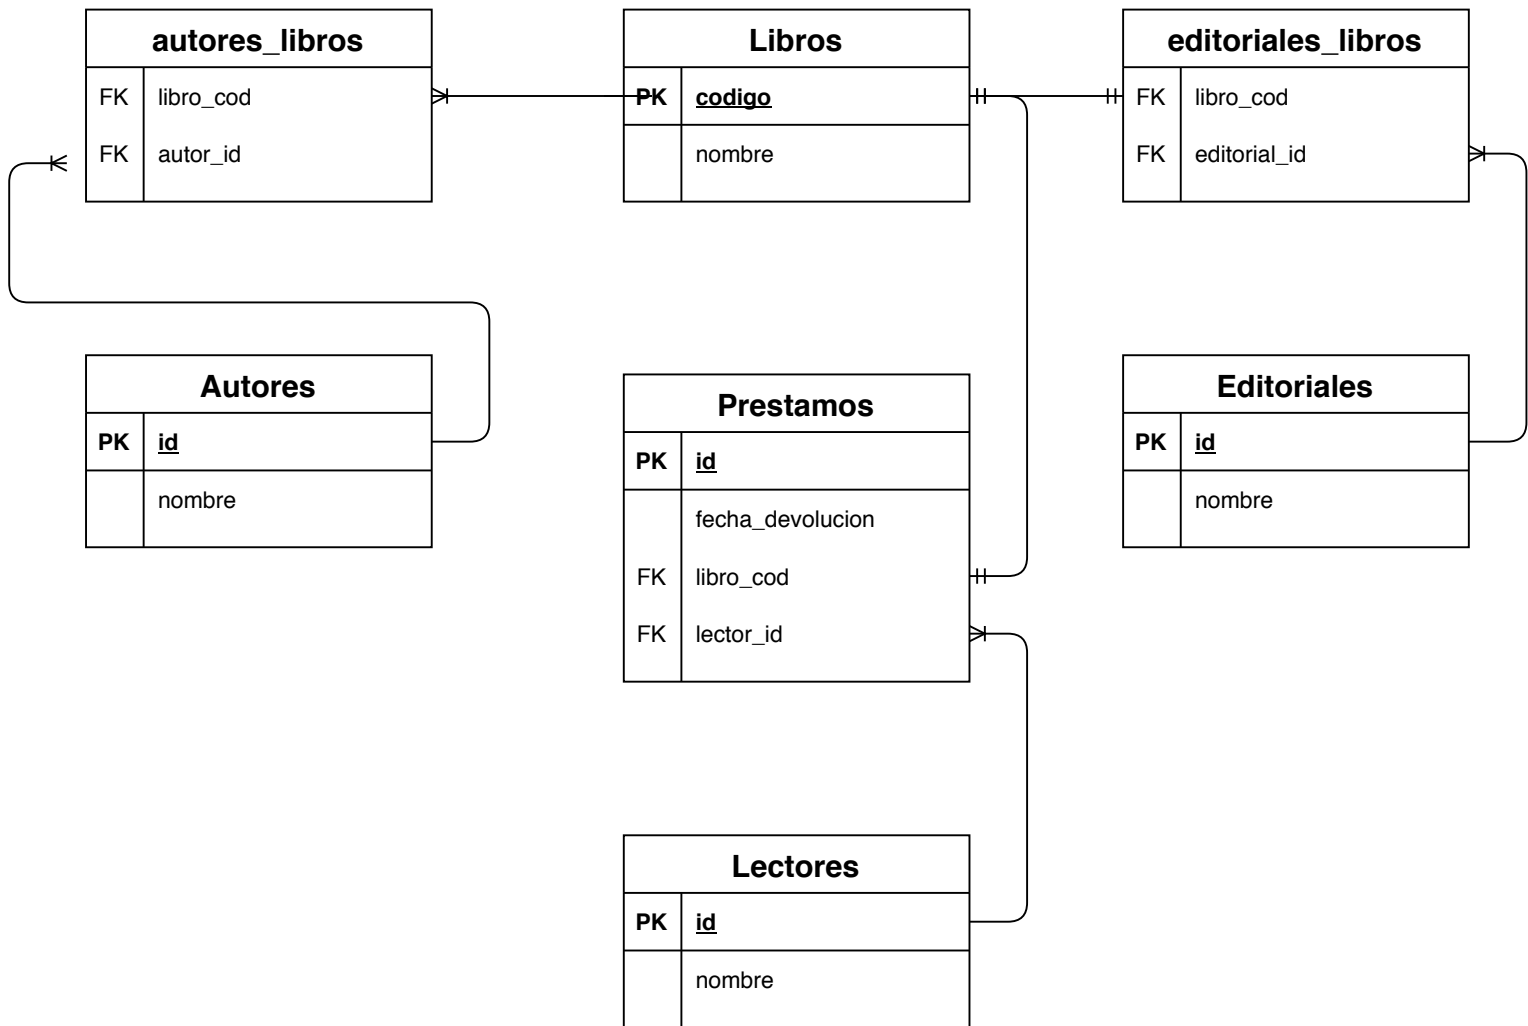 autores_libros
FK libro_cod
FK autor_id
Libros
PK codigo
nombre
editoriales_libros
FK libro_cod
FK editorial_id
Autores
PK id
nombre
Prestamos
PK id
fecha_devolucion
FK libro_cod
FK lector_id
Editoriales
PK id
nombre
Lectores
PK id
nombre